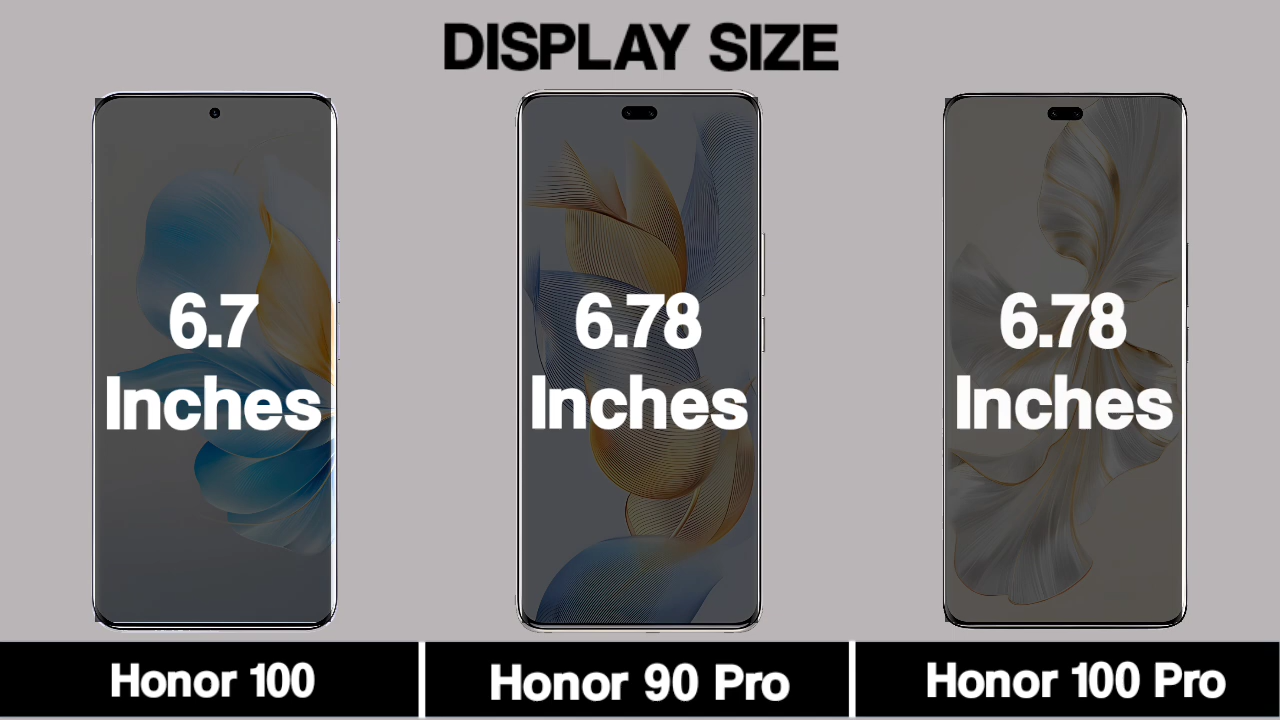 DISPLAY SIZE
6.7
Inches
6.78
Inches
6.78
Inches
Honor 100
Honor 90 Pro
Honor 100 Pro